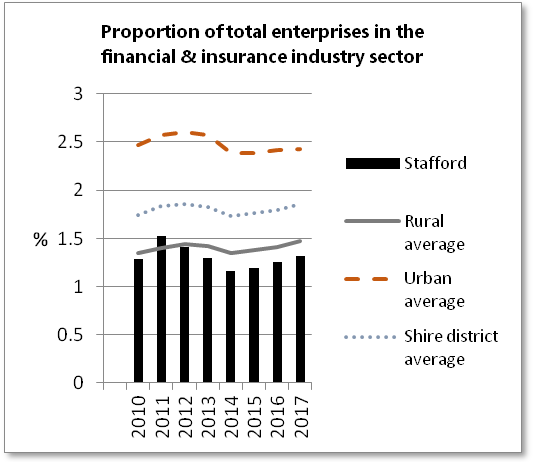 Proportion of total enterprises in the
financial & insurance industry sector
3
2.5
2
1.5
1
0.5
0
%
2010
2011
2012
2013
2014
2015
2016
2017
Stafford
Rural
average
Urban
average
Shire district
average